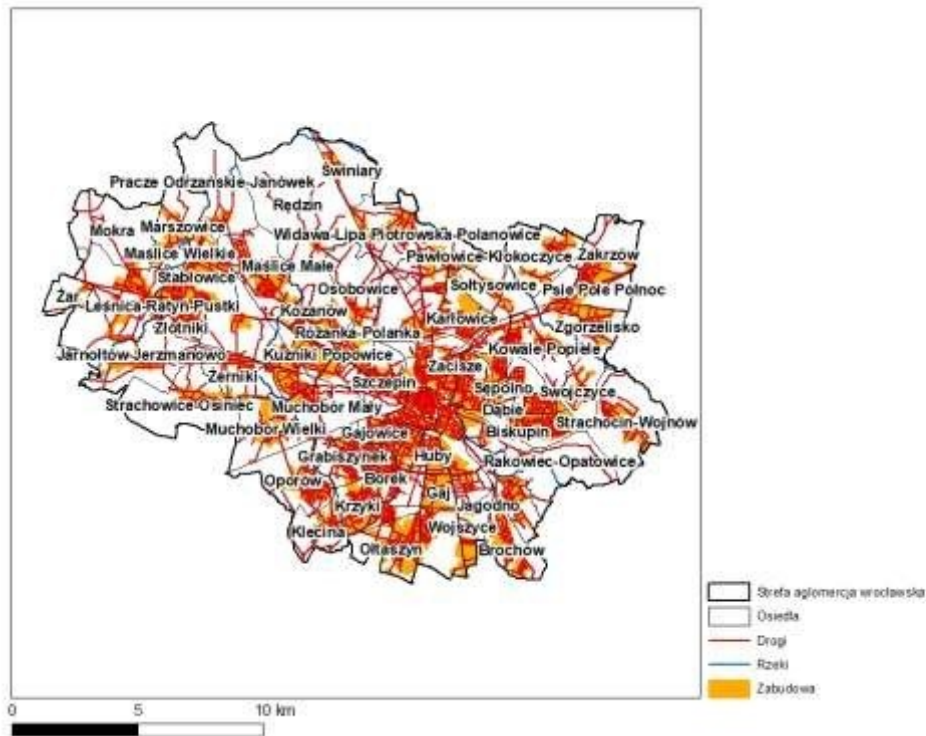 Świniary
Pracze Odrzańskie-Janówek
Rędzin
Mokra
Marszowice
Widawa-Lipa Piotrowska-Polanowice
Maślice Wielkie
Pawłowice-Kłokoczyce
Zakrzów
Maślice Małe
Stabłowice
Osobowice
Sołtysowice
Psie Pole Północ
Żar
Leśnica-Ratyń-Pustki
Kozanów
Karłowice
Zgorzelisko
Złotniki
Różanka-Polanka
Kowale-Popiele
Jarnołtów-Jerzmanowo
Kuźniki Popowice
Zacisze
Żerniki
Szczepin
Sępolno
Swojczyce
Strachowice-Osiniec
Muchobór Mały
Dąbie
Strachocin-Wojnów
Muchobór Wielki
Gajowice
Biskupin
Grabiszynek
Huby
Rakowiec-Opatowice
Oporów
Borek
Gaj
Jagodno
Krzyki
Klecina
Wojszyce
Ołtaszyn
Brochów
Strefa aglomercja wrocławska
Osiedla
Drogi
Rzeki
Zabudowa
0 5 10 km